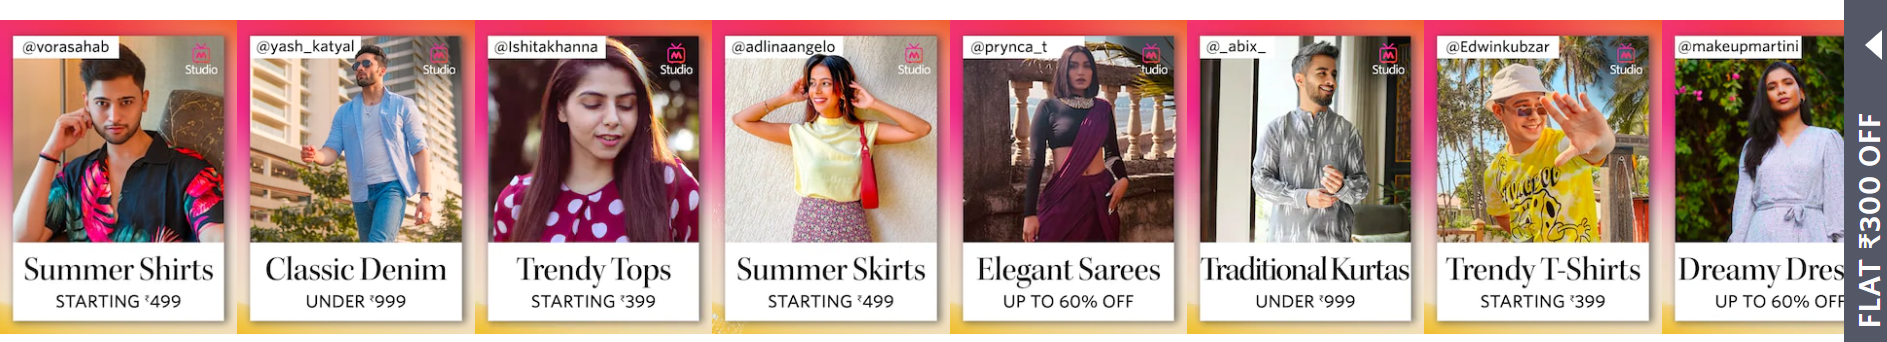 @vorasahab
Studio
Summer Shirts
STARTING ₹499
@yash_katyal
Studio
Classic Denim
UNDER ₹999
@Ishitakhanna
Studio
Trendy Tops
STARTING ₹399
@adlinaangelo
Studio
Summer Skirts
STARTING ₹499
@prynca_t
tudio
Elegant Sarees
UP TO 60% OFF
@_abix_
Studio
Traditional Kurtas
UNDER ₹999
@Edwinkubzar
Studio
Trendy T-Shirts
STARTING ₹399
@makeupmartini
Dreamy Dres
UP TO 60% OFF
FLAT ₹300 OFF